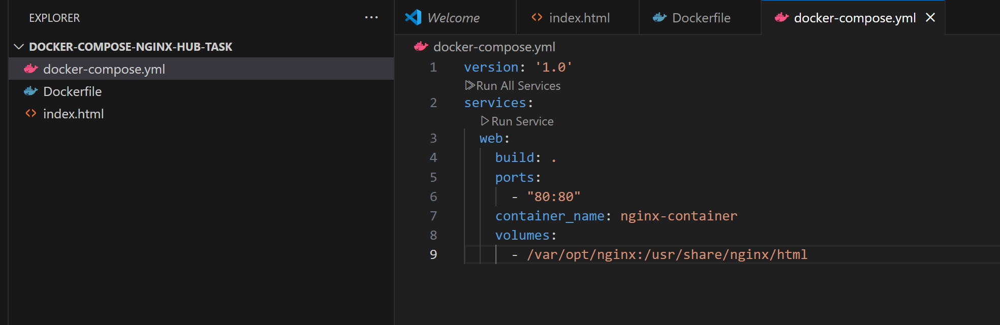 EXPLORER ...
DOCKER-COMPOSE-NGINX-HUB-TASK
docker-compose.yml
Dockerfile
index.html
Welcome index.html Dockerfile docker-compose.yml
docker-compose.yml
1 version: '1.0'
Run All Services
2 services:
Run Service
3 web:
4 build: .
5 ports:
6 - "80:80"
7 container_name: nginx-container
8 volumes:
9 - /var/opt/nginx:/usr/share/nginx/html